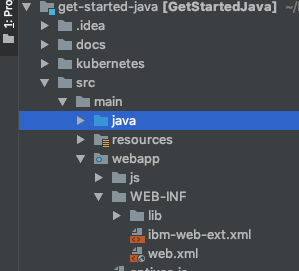 1: Pro
get-started-java [GetStartedJava]
.idea
docs
kubernetes
src
main
java
resources
webapp
js
WEB-INF
lib
ibm-web-ext.xml
web.xml